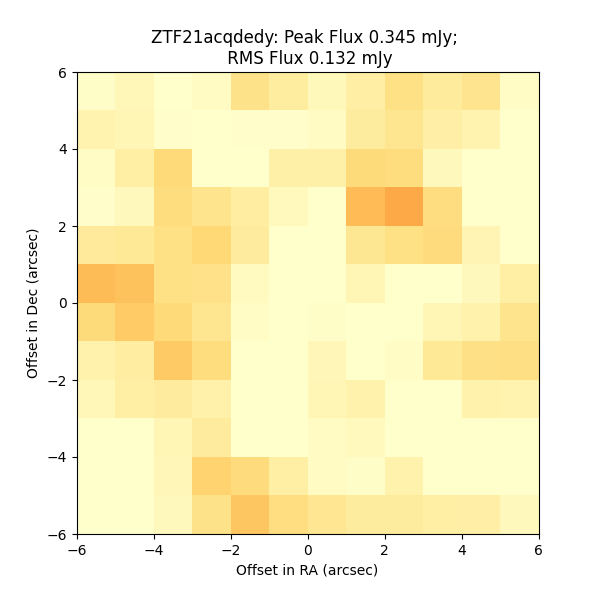 ZTF21acqdedy: Peak Flux 0.345 mJy;
RMS Flux 0.132 mJy
6
4
2
0
−2
−4
−6
Offset in Dec (arcsec)
−6 −4 −2 0 2 4 6
Offset in RA (arcsec)